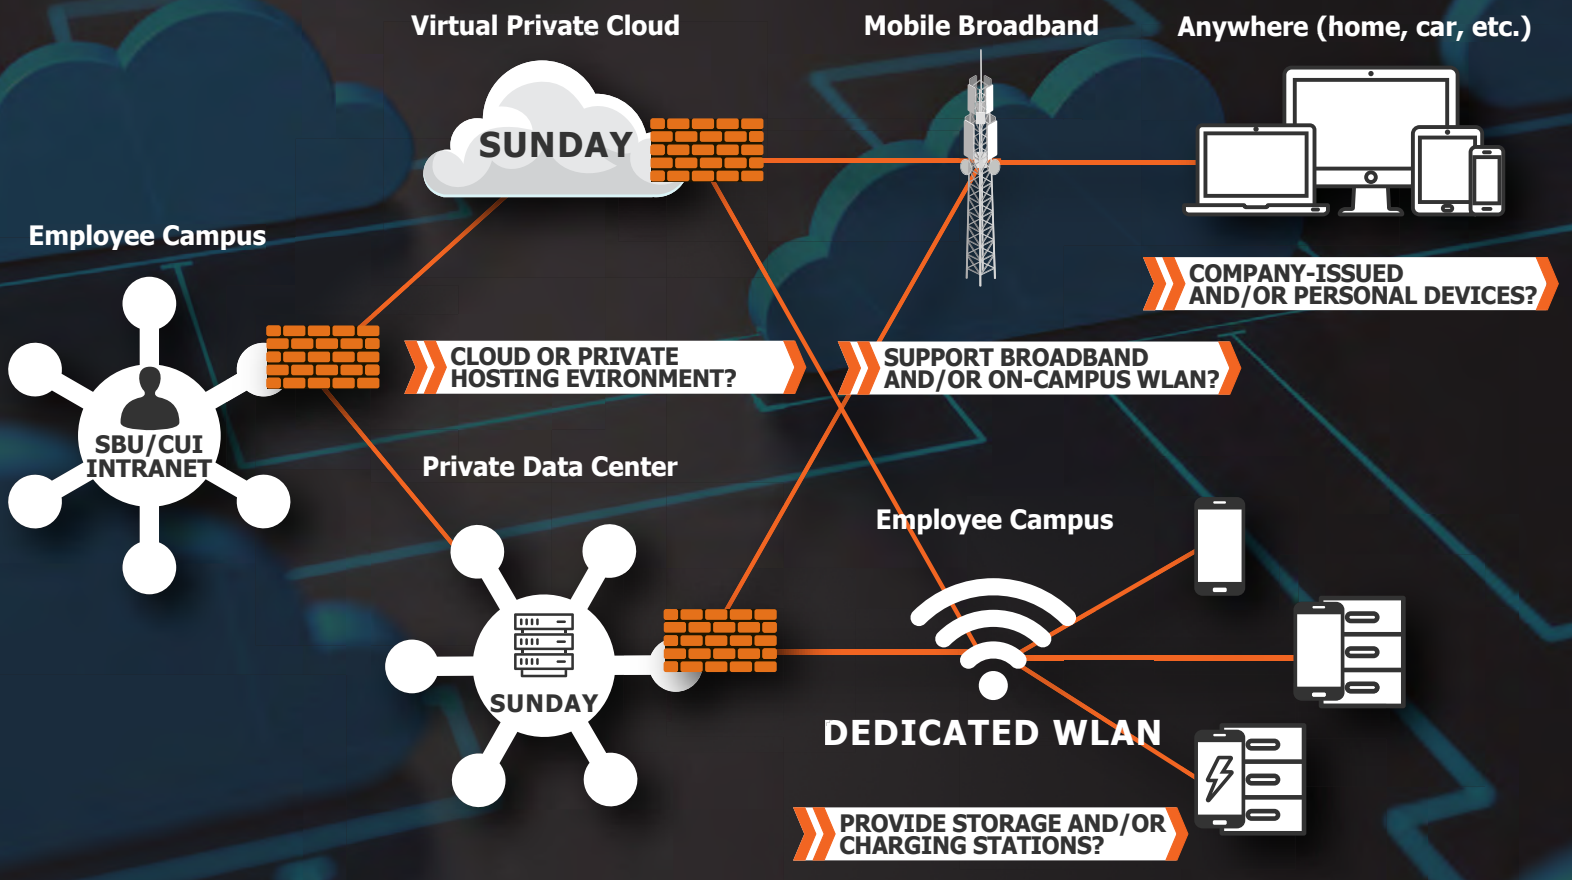 Virtual Private Cloud
Mobile Broadband
Anywhere (home, car, etc.)
SUNDAY
Employee Campus
COMPANY-ISSUED
AND/OR PERSONAL DEVICES?
CLOUD OR PRIVATE
HOSTING EVIRONMENT?
SUPPORT BROADBAND
AND/OR ON-CAMPUS WLAN?
SBU/CUI
INTRANET
Private Data Center
Employee Campus
SUNDAY
DEDICATED WLAN
PROVIDE STORAGE AND/OR
CHARGING STATIONS?